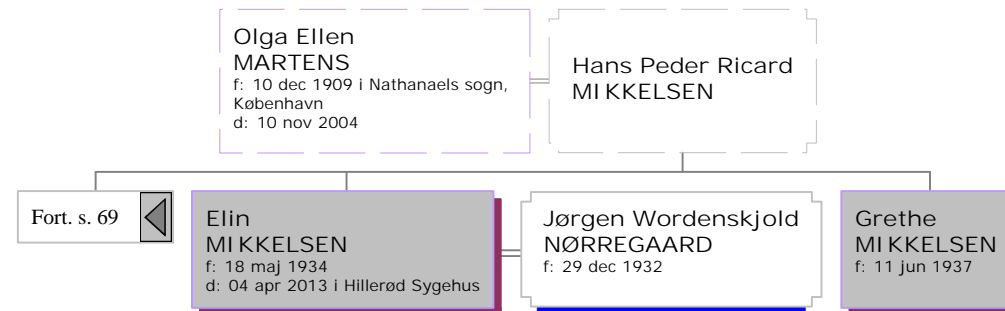 Olga Ellen
MARTENS
f: 10 dec 1909 i Nathanaels sogn,
København
d: 10 nov 2004
Hans Peder Ricard
MIKKELSEN
Fort. s. 69
Elin
MIKKELSEN
f: 18 maj 1934
d: 04 apr 2013 i Hillerød Sygehus
Jørgen Wordenskjold
NØRREGAARD
f: 29 dec 1932
Grethe
MIKKELSEN
f: 11 jun 1937